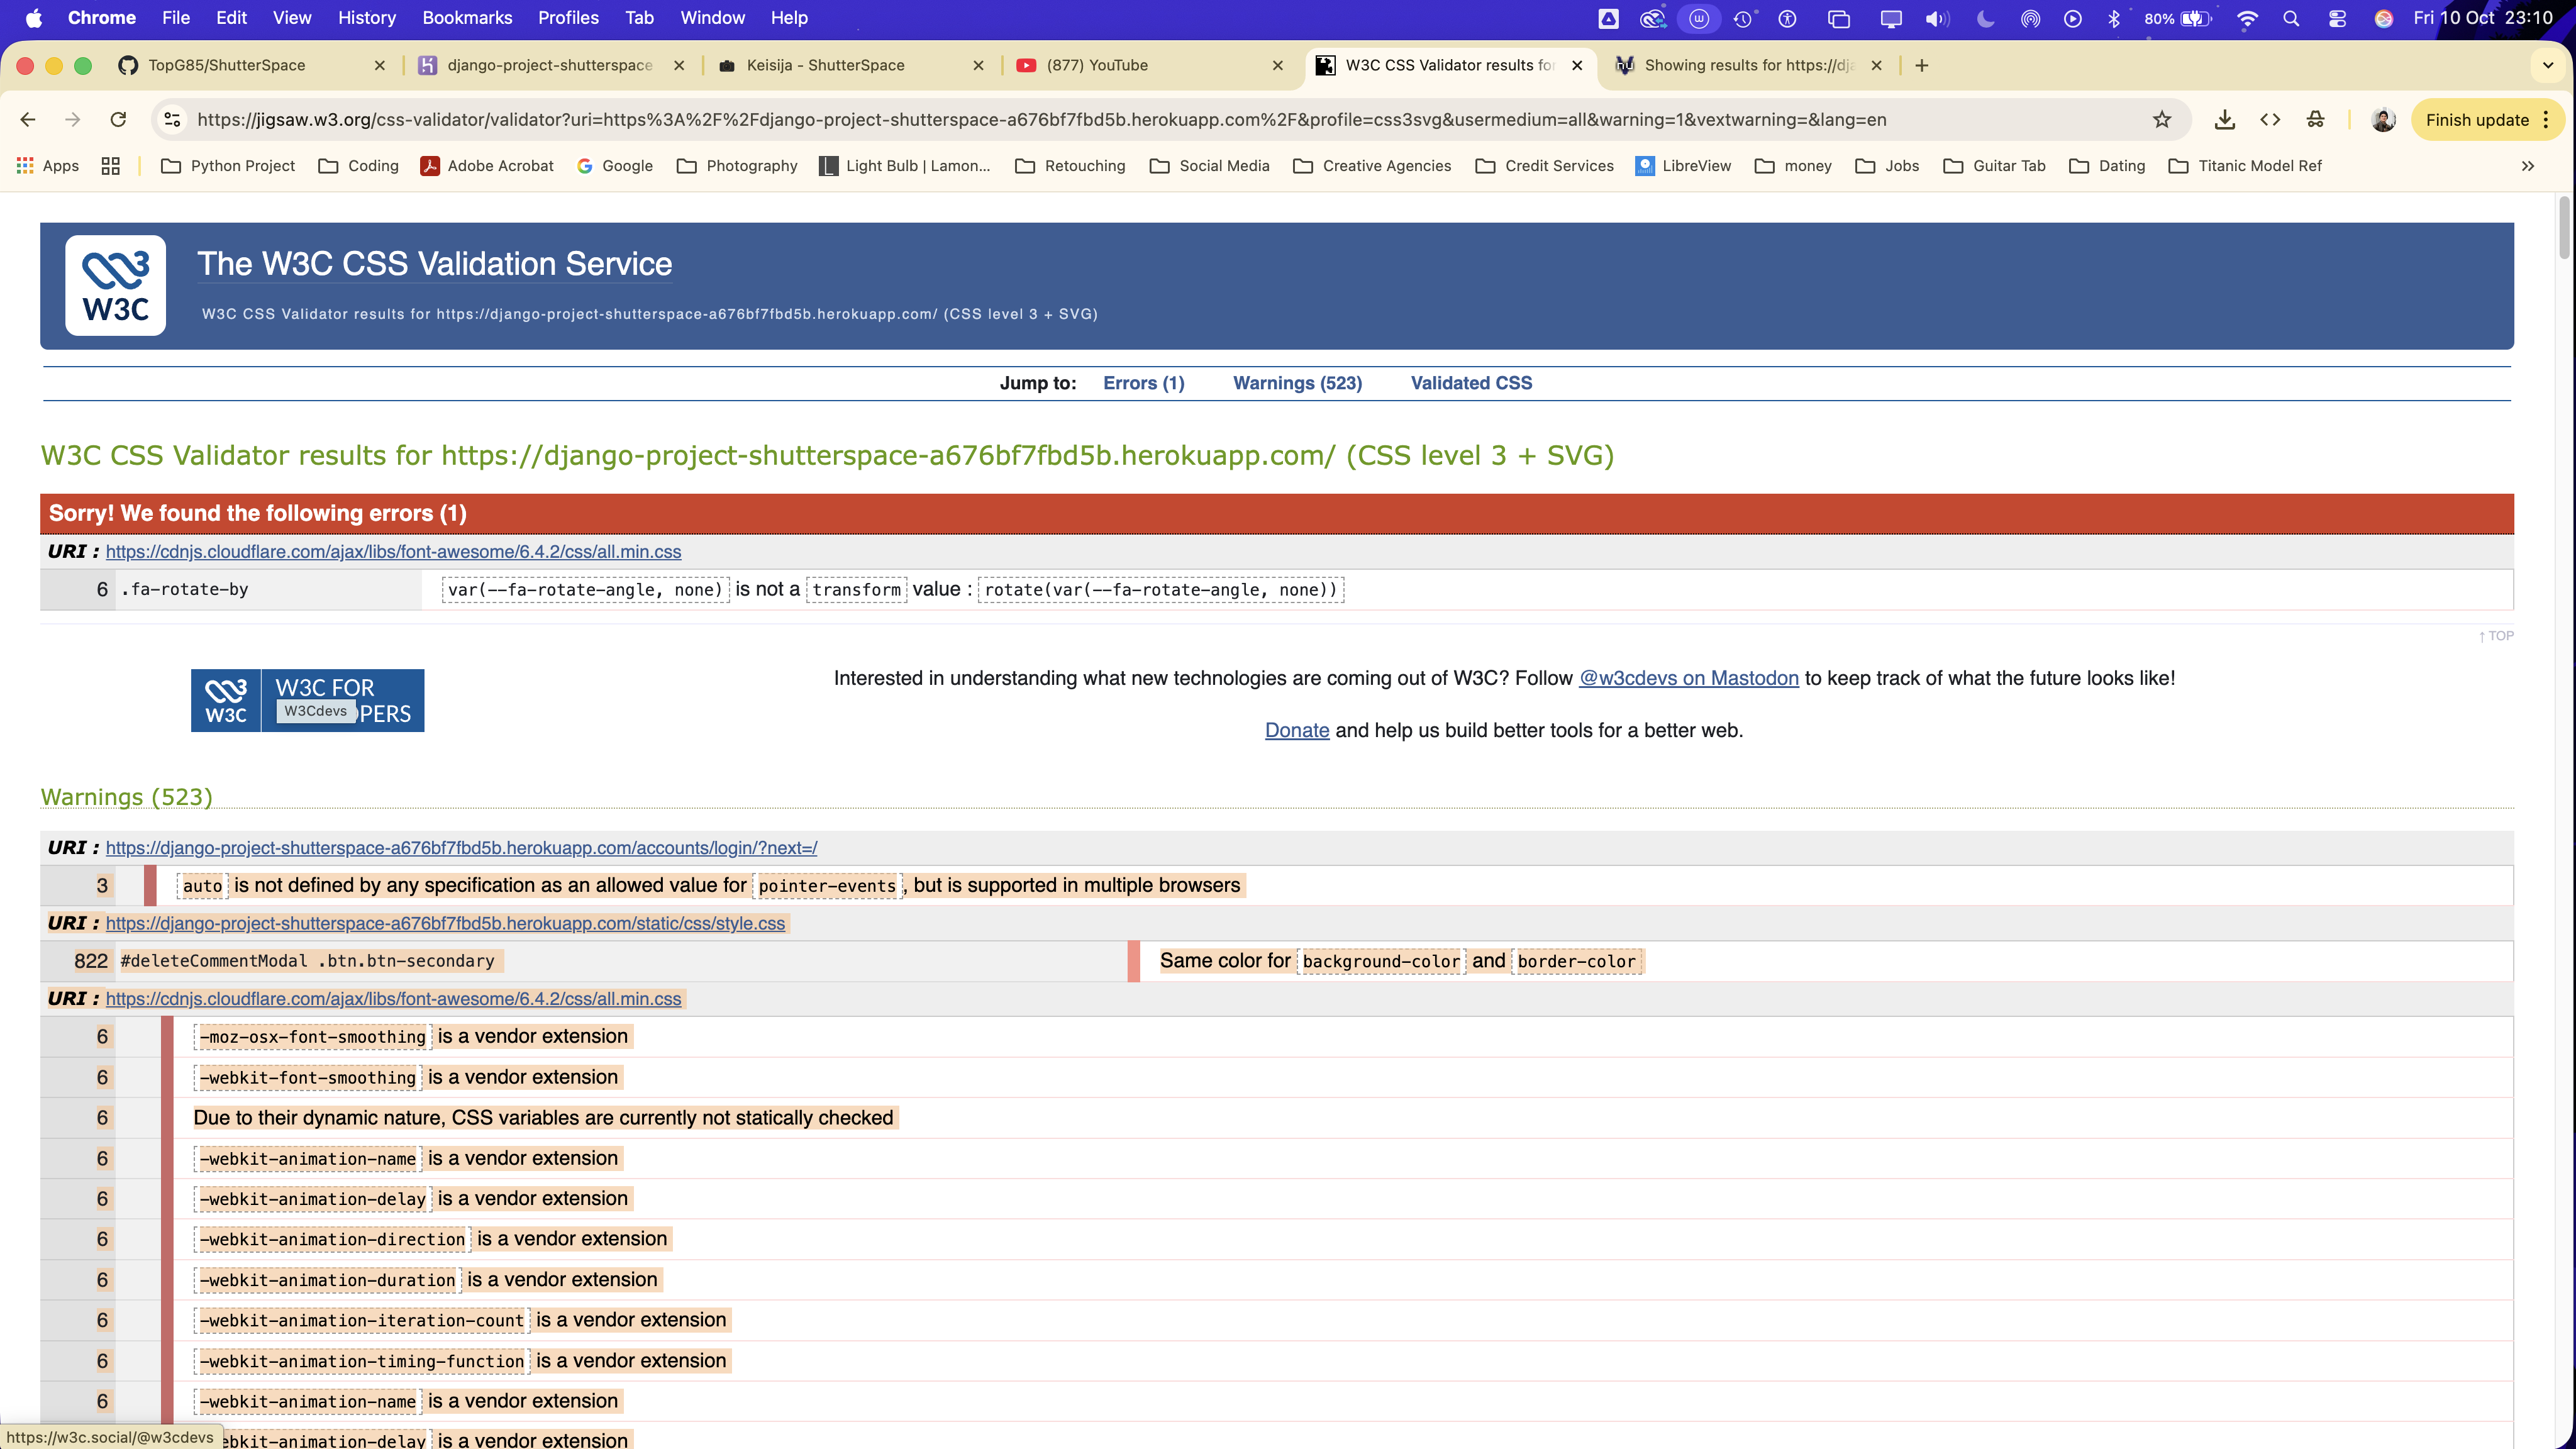 Chrome File Edit View History Bookmarks Profiles Tab Window Help 80% Fri 10 Oct 23:10
TopG85/ShutterSpace django-project-shutterspace Keisija - ShutterSpace (877) YouTube W3C CSS Validator results fo Showing results for https://dja
https://jigsaw.w3.org/css-validator/validator?uri=https%3A%2F%2Fdjango-project-shutterspace-a676bf7fbd5b.herokuapp.com%2F&profile=css3svg&usermedium=all&warning=1&vextwarning=&lang=en Finish update
Apps Python Project Coding Adobe Acrobat Google Photography Light Bulb | Lamon... Retouching Social Media Creative Agencies Credit Services LibreView money Jobs Guitar Tab Dating Titanic Model Ref
W3C
The W3C CSS Validation Service
W3C CSS Validator results for https://django-project-shutterspace-a676bf7fbd5b.herokuapp.com/ (CSS level 3 + SVG)
Jump to: Errors (1) Warnings (523) Validated CSS
W3C CSS Validator results for https://django-project-shutterspace-a676bf7fbd5b.herokuapp.com/ (CSS level 3 + SVG)
Sorry! We found the following errors (1)
URI : https://cdnjs.cloudflare.com/ajax/libs/font-awesome/6.4.2/css/all.min.css
6 .fa-rotate-by var(--fa-rotate-angle, none) is not a transform value : rotate(var(--fa-rotate-angle, none))
↑ TOP
W3C W3C FOR
W3Cdevs PERS
Interested in understanding what new technologies are coming out of W3C? Follow @w3cdevs on Mastodon to keep track of what the future looks like!
Donate and help us build better tools for a better web.
Warnings (523)
URI : https://django-project-shutterspace-a676bf7fbd5b.herokuapp.com/accounts/login/?next=/
3 auto is not defined by any specification as an allowed value for pointer-events, but is supported in multiple browsers
URI : https://django-project-shutterspace-a676bf7fbd5b.herokuapp.com/static/css/style.css
822 #deleteCommentModal .btn.btn-secondary Same color for background-color and border-color
URI : https://cdnjs.cloudflare.com/ajax/libs/font-awesome/6.4.2/css/all.min.css
6 -moz-osx-font-smoothing is a vendor extension
6 -webkit-font-smoothing is a vendor extension
6 Due to their dynamic nature, CSS variables are currently not statically checked
6 -webkit-animation-name is a vendor extension
6 -webkit-animation-delay is a vendor extension
6 -webkit-animation-direction is a vendor extension
6 -webkit-animation-duration is a vendor extension
6 -webkit-animation-iteration-count is a vendor extension
6 -webkit-animation-timing-function is a vendor extension
6 -webkit-animation-name is a vendor extension
ebkit-animation-delay is a vendor extension
https://w3c.social/@w3cdevs